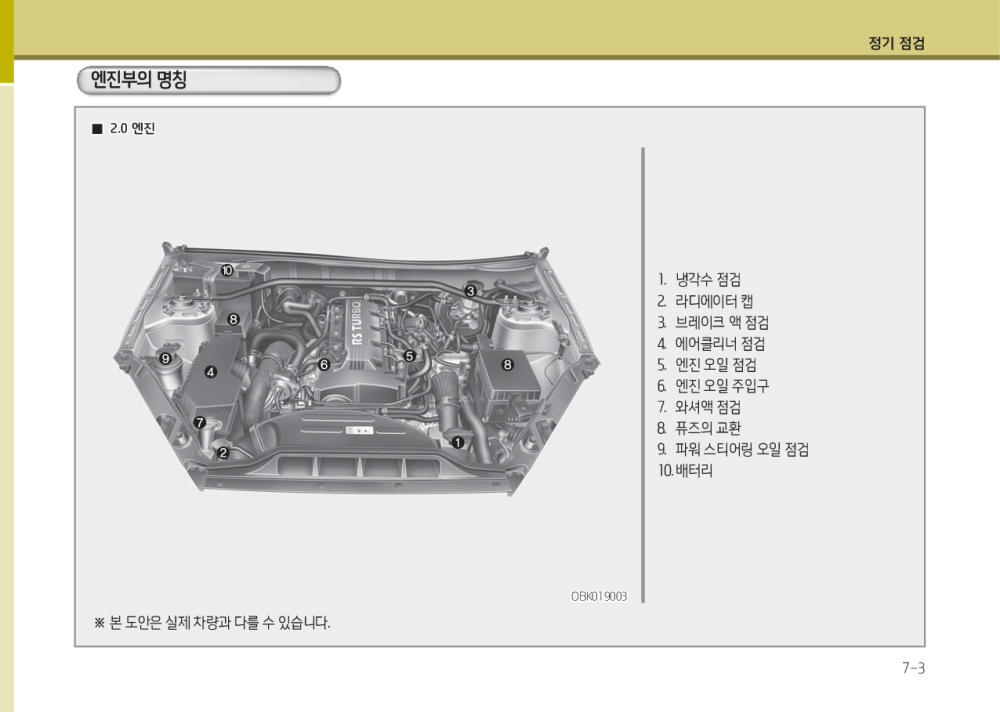 정기 점검
엔진부의 명칭
■ 2.0 엔진
10
3
8
RS TURBO
5
9
4
6
8
7
2
1
1. 냉각수 점검
2. 라디에이터 캡
3. 브레이크 액 점검
4. 에어클리너 점검
5. 엔진 오일 점검
6. 엔진 오일 주입구
7. 와셔액 점검
8. 퓨즈의 교환
9. 파워 스티어링 오일 점검
10. 배터리
OBK019003
※ 본 도안은 실제 차량과 다를 수 있습니다.
7-3